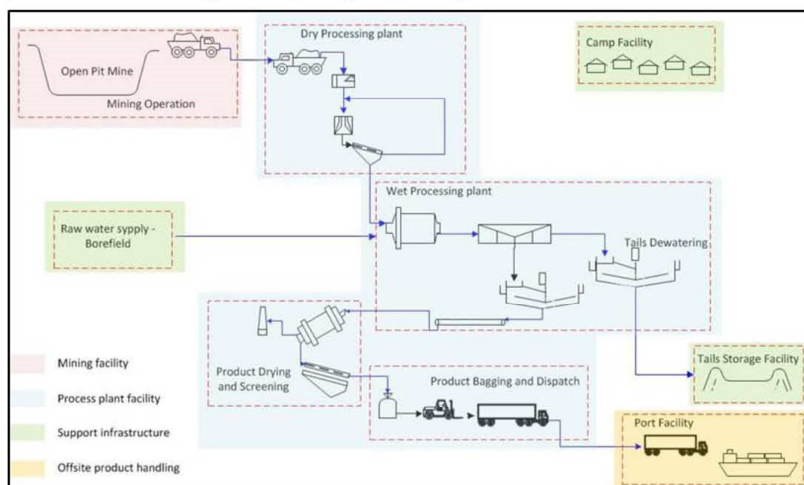 Dry Processing plant
Open Pit Mine
Mining Operation
Camp Facility
Wet Processing plant
Raw water sypply -
Borefield
Tails Dewatering
Product Drying
and Screening
Product Bagging and Dispatch
Tails Storage Facility
Port Facility
Mining facility
Process plant facility
Support infrastructure
Offsite product handling